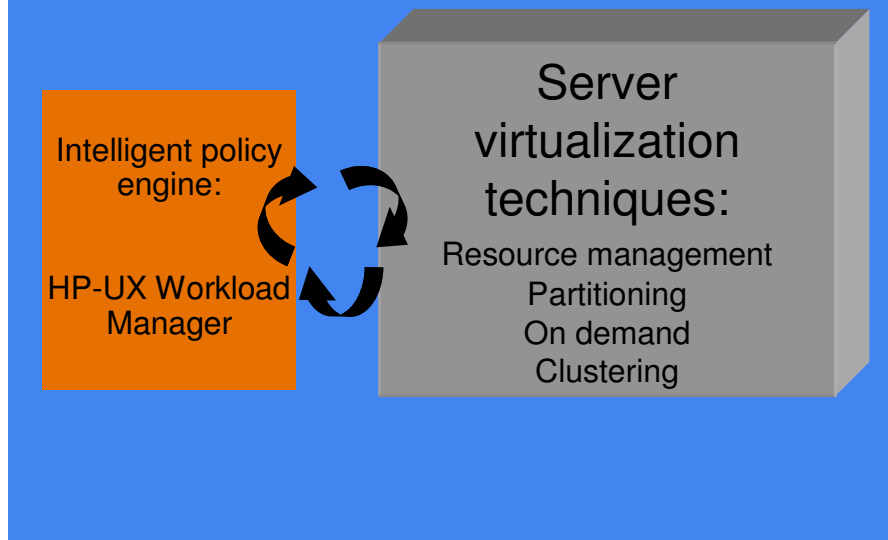 Intelligent policy
engine:
HP-UX Workload
Manager
Server
virtualization
techniques:
Resource management
Partitioning
On demand
Clustering